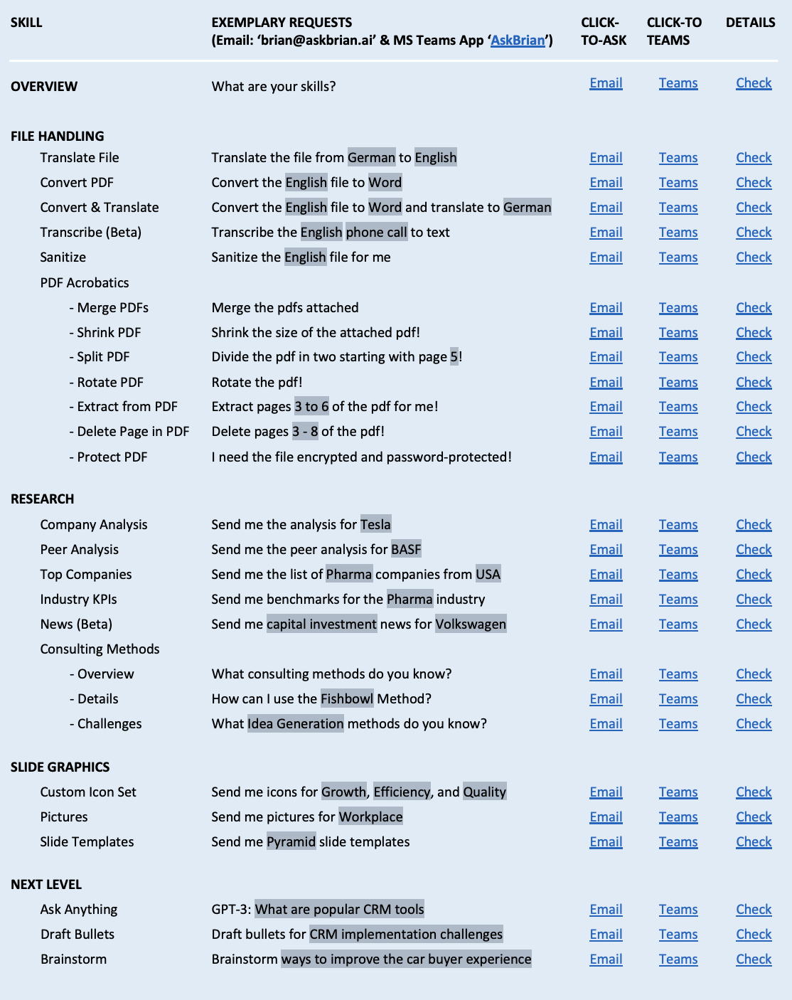 SKILL EXEMPLARY REQUESTS CLICK- CLICK-TO DETAILS
(Email: ‘brian@askbrian.ai’ & MS Teams App ‘AskBrian’) TO-ASK TEAMS
OVERVIEW What are your skills? Email Teams Check
FILE HANDLING
Translate File Translate the file from German to English Email Teams Check
Convert PDF Convert the English file to Word Email Teams Check
Convert & Translate Convert the English file to Word and translate to German Email Teams Check
Transcribe (Beta) Transcribe the English phone call to text Email Teams Check
Sanitize Sanitize the English file for me Email Teams Check
PDF Acrobatics
- Merge PDFs Merge the pdfs attached Email Teams Check
- Shrink PDF Shrink the size of the attached pdf! Email Teams Check
- Split PDF Divide the pdf in two starting with page 5! Email Teams Check
- Rotate PDF Rotate the pdf! Email Teams Check
- Extract from PDF Extract pages 3 to 6 of the pdf for me! Email Teams Check
- Delete Page in PDF Delete pages 3 - 8 of the pdf! Email Teams Check
- Protect PDF I need the file encrypted and password-protected! Email Teams Check
RESEARCH
Company Analysis Send me the analysis for Tesla Email Teams Check
Peer Analysis Send me the peer analysis for BASF Email Teams Check
Top Companies Send me the list of Pharma companies from USA Email Teams Check
Industry KPIs Send me benchmarks for the Pharma industry Email Teams Check
News (Beta) Send me capital investment news for Volkswagen Email Teams Check
Consulting Methods
- Overview What consulting methods do you know? Email Teams Check
- Details How can I use the Fishbowl Method? Email Teams Check
- Challenges What Idea Generation methods do you know? Email Teams Check
SLIDE GRAPHICS
Custom Icon Set Send me icons for Growth, Efficiency, and Quality Email Teams Check
Pictures Send me pictures for Workplace Email Teams Check
Slide Templates Send me Pyramid slide templates Email Teams Check
NEXT LEVEL
Ask Anything GPT-3: What are popular CRM tools Email Teams Check
Draft Bullets Draft bullets for CRM implementation challenges Email Teams Check
Brainstorm Brainstorm ways to improve the car buyer experience Email Teams Check